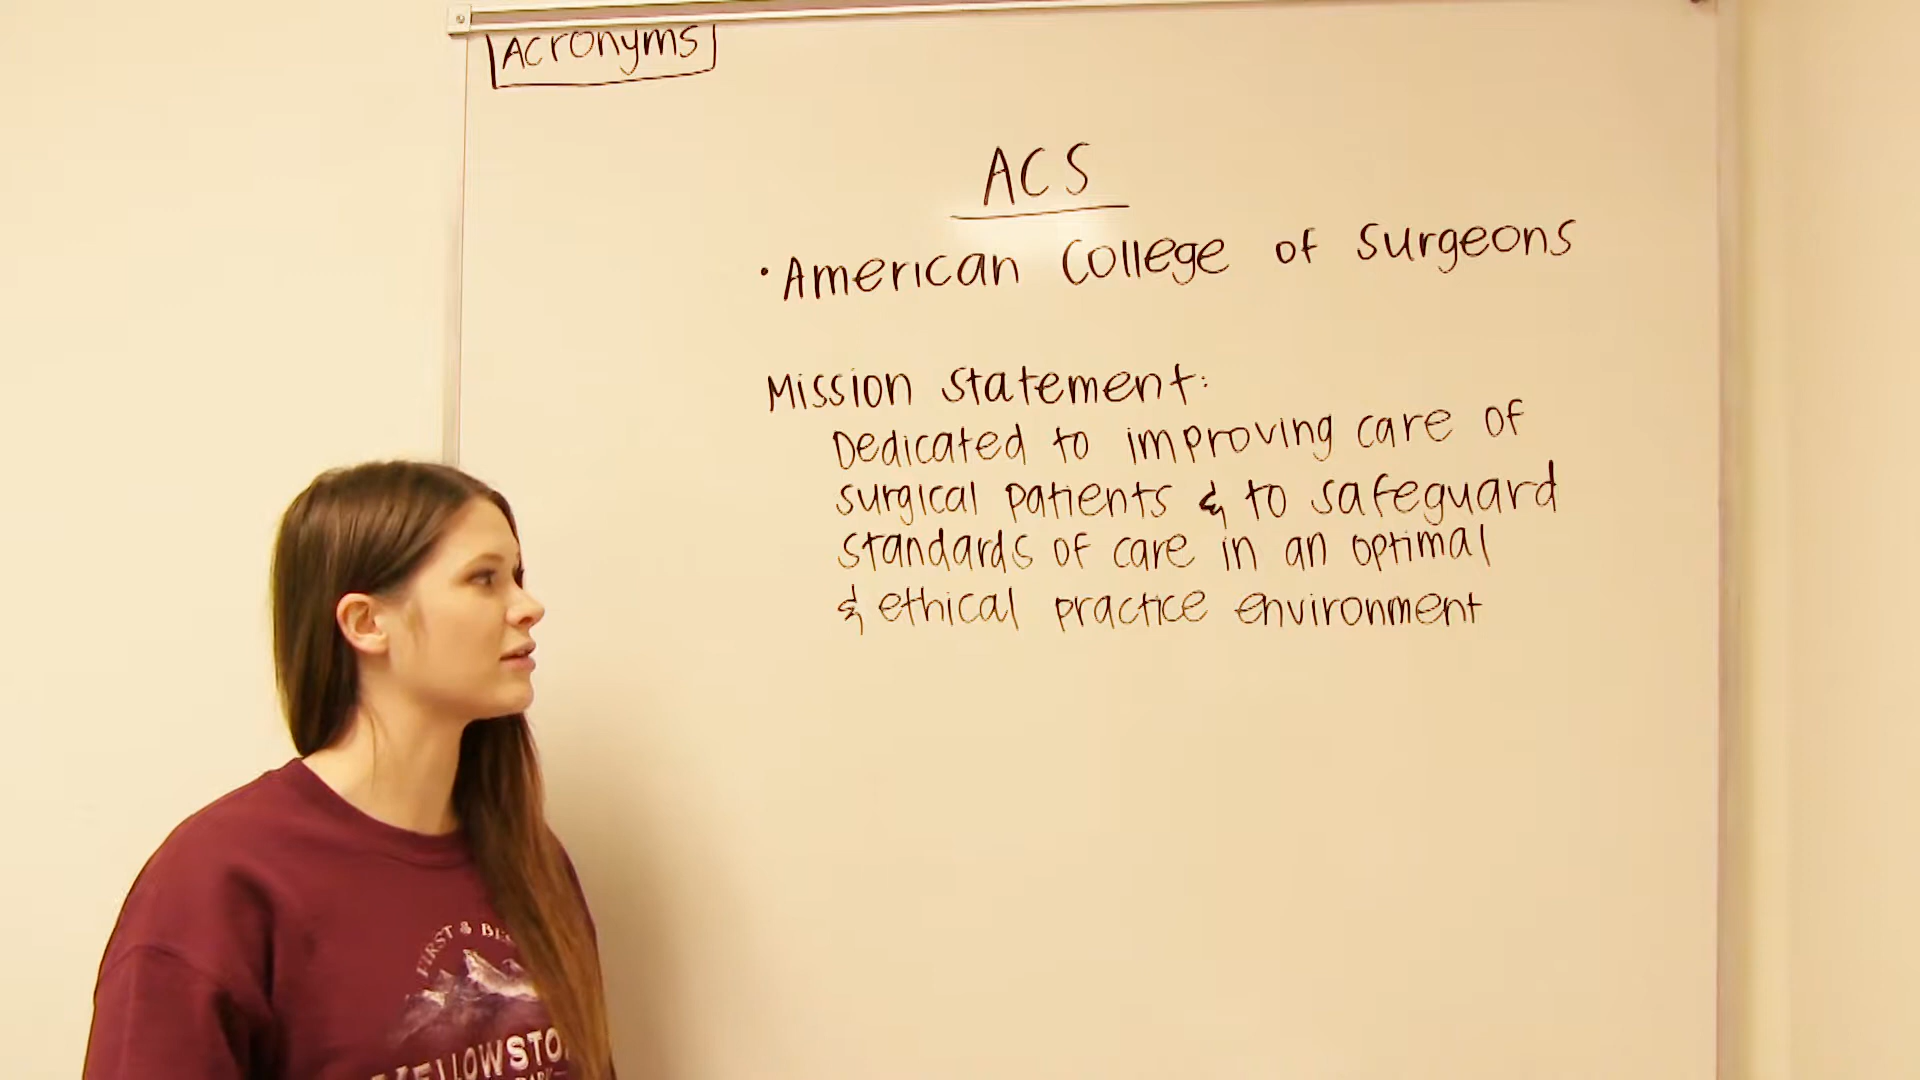 Acronyms
ACS
• American College of Surgeons
Mission Statement:
Dedicated to improving care of
surgical patients & to safeguard
standards of care in an optimal
& ethical practice environment
FIRST &